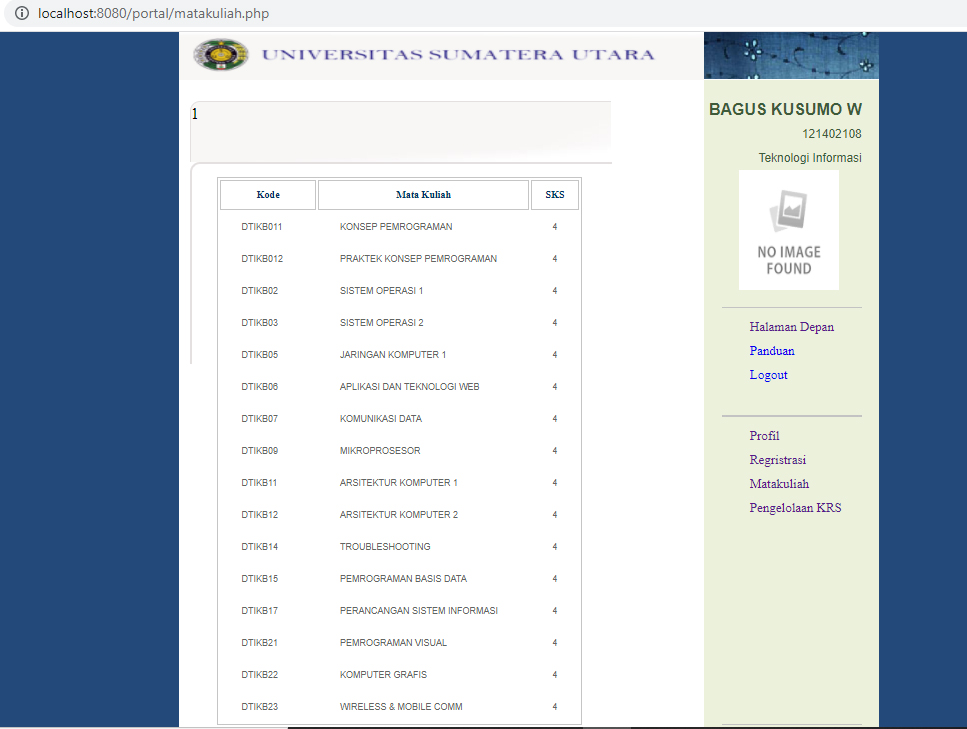 localhost:8080/portal/matakuliah.php
UNIVERSITAS SUMATERA UTARA
1
Kode Mata Kuliah SKS
DTIKB011 KONSEP PEMROGRAMAN 4
DTIKB012 PRAKTEK KONSEP PEMROGRAMAN 4
DTIKB02 SISTEM OPERASI 1 4
DTIKB03 SISTEM OPERASI 2 4
DTIKB05 JARINGAN KOMPUTER 1 4
DTIKB06 APLIKASI DAN TEKNOLOGI WEB 4
DTIKB07 KOMUNIKASI DATA 4
DTIKB09 MIKROPROSESOR 4
DTIKB11 ARSITEKTUR KOMPUTER 1 4
DTIKB12 ARSITEKTUR KOMPUTER 2 4
DTIKB14 TROUBLESHOOTING 4
DTIKB15 PEMROGRAMAN BASIS DATA 4
DTIKB17 PERANCANGAN SISTEM INFORMASI 4
DTIKB21 PEMROGRAMAN VISUAL 4
DTIKB22 KOMPUTER GRAFIS 4
DTIKB23 WIRELESS & MOBILE COMM 4
BAGUS KUSUMO W
121402108
Teknologi Informasi
NO IMAGE
FOUND
Halaman Depan
Panduan
Logout
Profil
Regristrasi
Matakuliah
Pengelolaan KRS